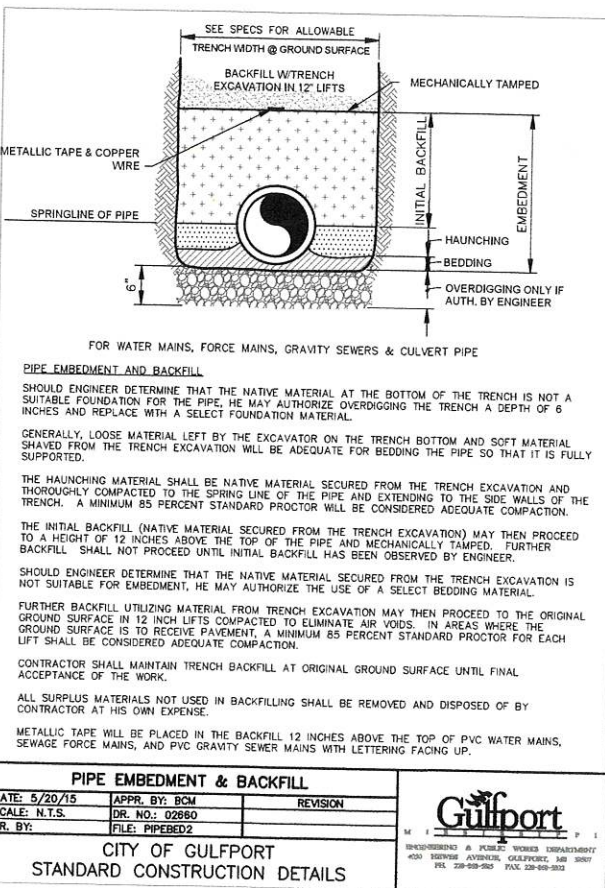 SEE SPECS FOR ALLOWABLE
TRENCH WIDTH @ GROUND SURFACE
BACKFILL W/TRENCH
EXCAVATION IN 12" LIFTS
MECHANICALLY TAMPED
METALLIC TAPE & COPPER
WIRE
INITIAL BACKFILL
EMBEDMENT
SPRINGLINE OF PIPE
HAUNCHING
BEDDING
6"
OVERDIGGING ONLY IF
AUTH. BY ENGINEER
FOR WATER MAINS, FORCE MAINS, GRAVITY SEWERS & CULVERT PIPE
PIPE EMBEDMENT AND BACKFILL
SHOULD ENGINEER DETERMINE THAT THE NATIVE MATERIAL AT THE BOTTOM OF THE TRENCH IS NOT A
SUITABLE FOUNDATION FOR THE PIPE, HE MAY AUTHORIZE OVERDIGGING THE TRENCH A DEPTH OF 6
INCHES AND REPLACE WITH A SELECT FOUNDATION MATERIAL.
GENERALLY, LOOSE MATERIAL LEFT BY THE EXCAVATOR ON THE TRENCH BOTTOM AND SOFT MATERIAL
SHAVED FROM THE TRENCH EXCAVATION WILL BE ADEQUATE FOR BEDDING THE PIPE SO THAT IT IS FULLY
SUPPORTED.
THE HAUNCHING MATERIAL SHALL BE NATIVE MATERIAL SECURED FROM THE TRENCH EXCAVATION AND
THOROUGHLY COMPACTED TO THE SPRING LINE OF THE PIPE AND EXTENDING TO THE SIDE WALLS OF THE
TRENCH. A MINIMUM 85 PERCENT STANDARD PROCTOR WILL BE CONSIDERED ADEQUATE COMPACTION.
THE INITIAL BACKFILL (NATIVE MATERIAL SECURED FROM THE TRENCH EXCAVATION) MAY THEN PROCEED
TO A HEIGHT OF 12 INCHES ABOVE THE TOP OF THE PIPE AND MECHANICALLY TAMPED. FURTHER
BACKFILL SHALL NOT PROCEED UNTIL INITIAL BACKFILL HAS BEEN OBSERVED BY ENGINEER.
SHOULD ENGINEER DETERMINE THAT THE NATIVE MATERIAL SECURED FROM THE TRENCH EXCAVATION IS
NOT SUITABLE FOR EMBEDMENT, HE MAY AUTHORIZE THE USE OF A SELECT BEDDING MATERIAL.
FURTHER BACKFILL UTILIZING MATERIAL FROM TRENCH EXCAVATION MAY THEN PROCEED TO THE ORIGINAL
GROUND SURFACE IN 12 INCH LIFTS COMPACTED TO ELIMINATE AIR VOIDS. IN AREAS WHERE THE
GROUND SURFACE IS TO RECEIVE PAVEMENT, A MINIMUM 85 PERCENT STANDARD PROCTOR FOR EACH
LIFT SHALL BE CONSIDERED ADEQUATE COMPACTION.
CONTRACTOR SHALL MAINTAIN TRENCH BACKFILL AT ORIGINAL GROUND SURFACE UNTIL FINAL
ACCEPTANCE OF THE WORK.
ALL SURPLUS MATERIALS NOT USED IN BACKFILLING SHALL BE REMOVED AND DISPOSED OF BY
CONTRACTOR AT HIS OWN EXPENSE.
METALLIC TAPE WILL BE PLACED IN THE BACKFILL 12 INCHES ABOVE THE TOP OF PVC WATER MAINS,
SEWAGE FORCE MAINS, AND PVC GRAVITY SEWER MAINS WITH LETTERING FACING UP.
PIPE EMBEDMENT & BACKFILL
ATE: 5/20/15 APPR. BY: BCM REVISION
CALE: N.T.S. DR. NO.: 02660
R. BY: FILE: PIPEBED2
CITY OF GULFPORT
STANDARD CONSTRUCTION DETAILS
Gulfport
ENGINEERING & PUBLIC WORKS DEPARTMENT
AVENUE, GULFPORT, MS